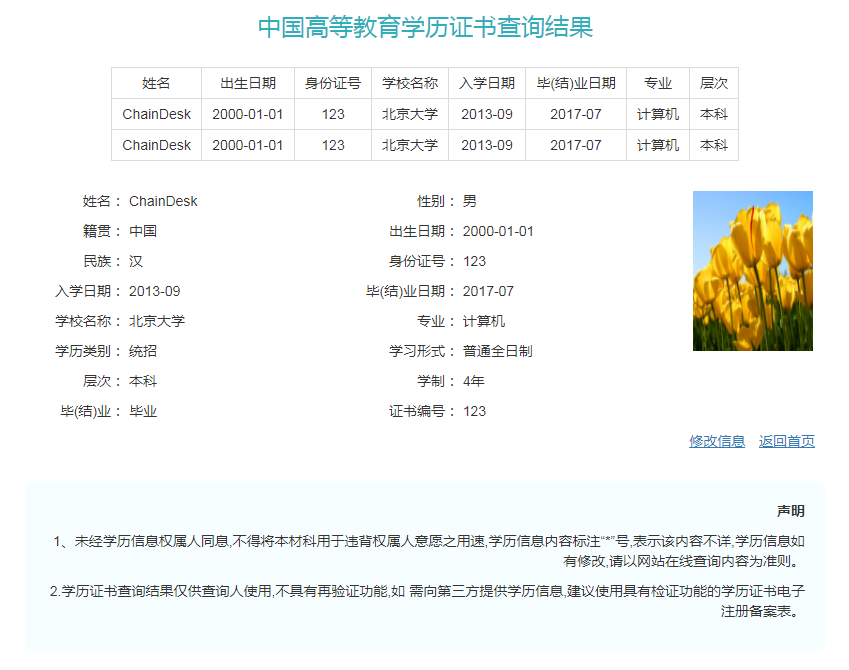 中国高等教育学历证书查询结果
姓名 出生日期 身份证号 学校名称 入学日期 毕(结)业日期 专业 层次
ChainDesk 2000-01-01 123 北京大学 2013-09 2017-07 计算机 本科
ChainDesk 2000-01-01 123 北京大学 2013-09 2017-07 计算机 本科
姓名： ChainDesk 性别： 男
籍贯： 中国 出生日期： 2000-01-01
民族： 汉 身份证号： 123
入学日期： 2013-09 毕(结)业日期： 2017-07
学校名称： 北京大学 专业： 计算机
学历类别： 统招 学习形式： 普通全日制
层次： 本科 学制： 4年
毕(结)业： 毕业 证书编号： 123
修改信息 返回首页
声明
1、未经学历信息权属人同息,不得将本材科用于违背权属人意愿之用速,学历信息内容标注“*”号,表示该内容不详,学历信息如
有修改,请以网站在线查询内容为准则。
2.学历证书查询结果仅供查询人使用,不具有再验证功能,如 需向第三方提供学历信息,建议使用具有检证功能的学历证书电子
注册备案表。